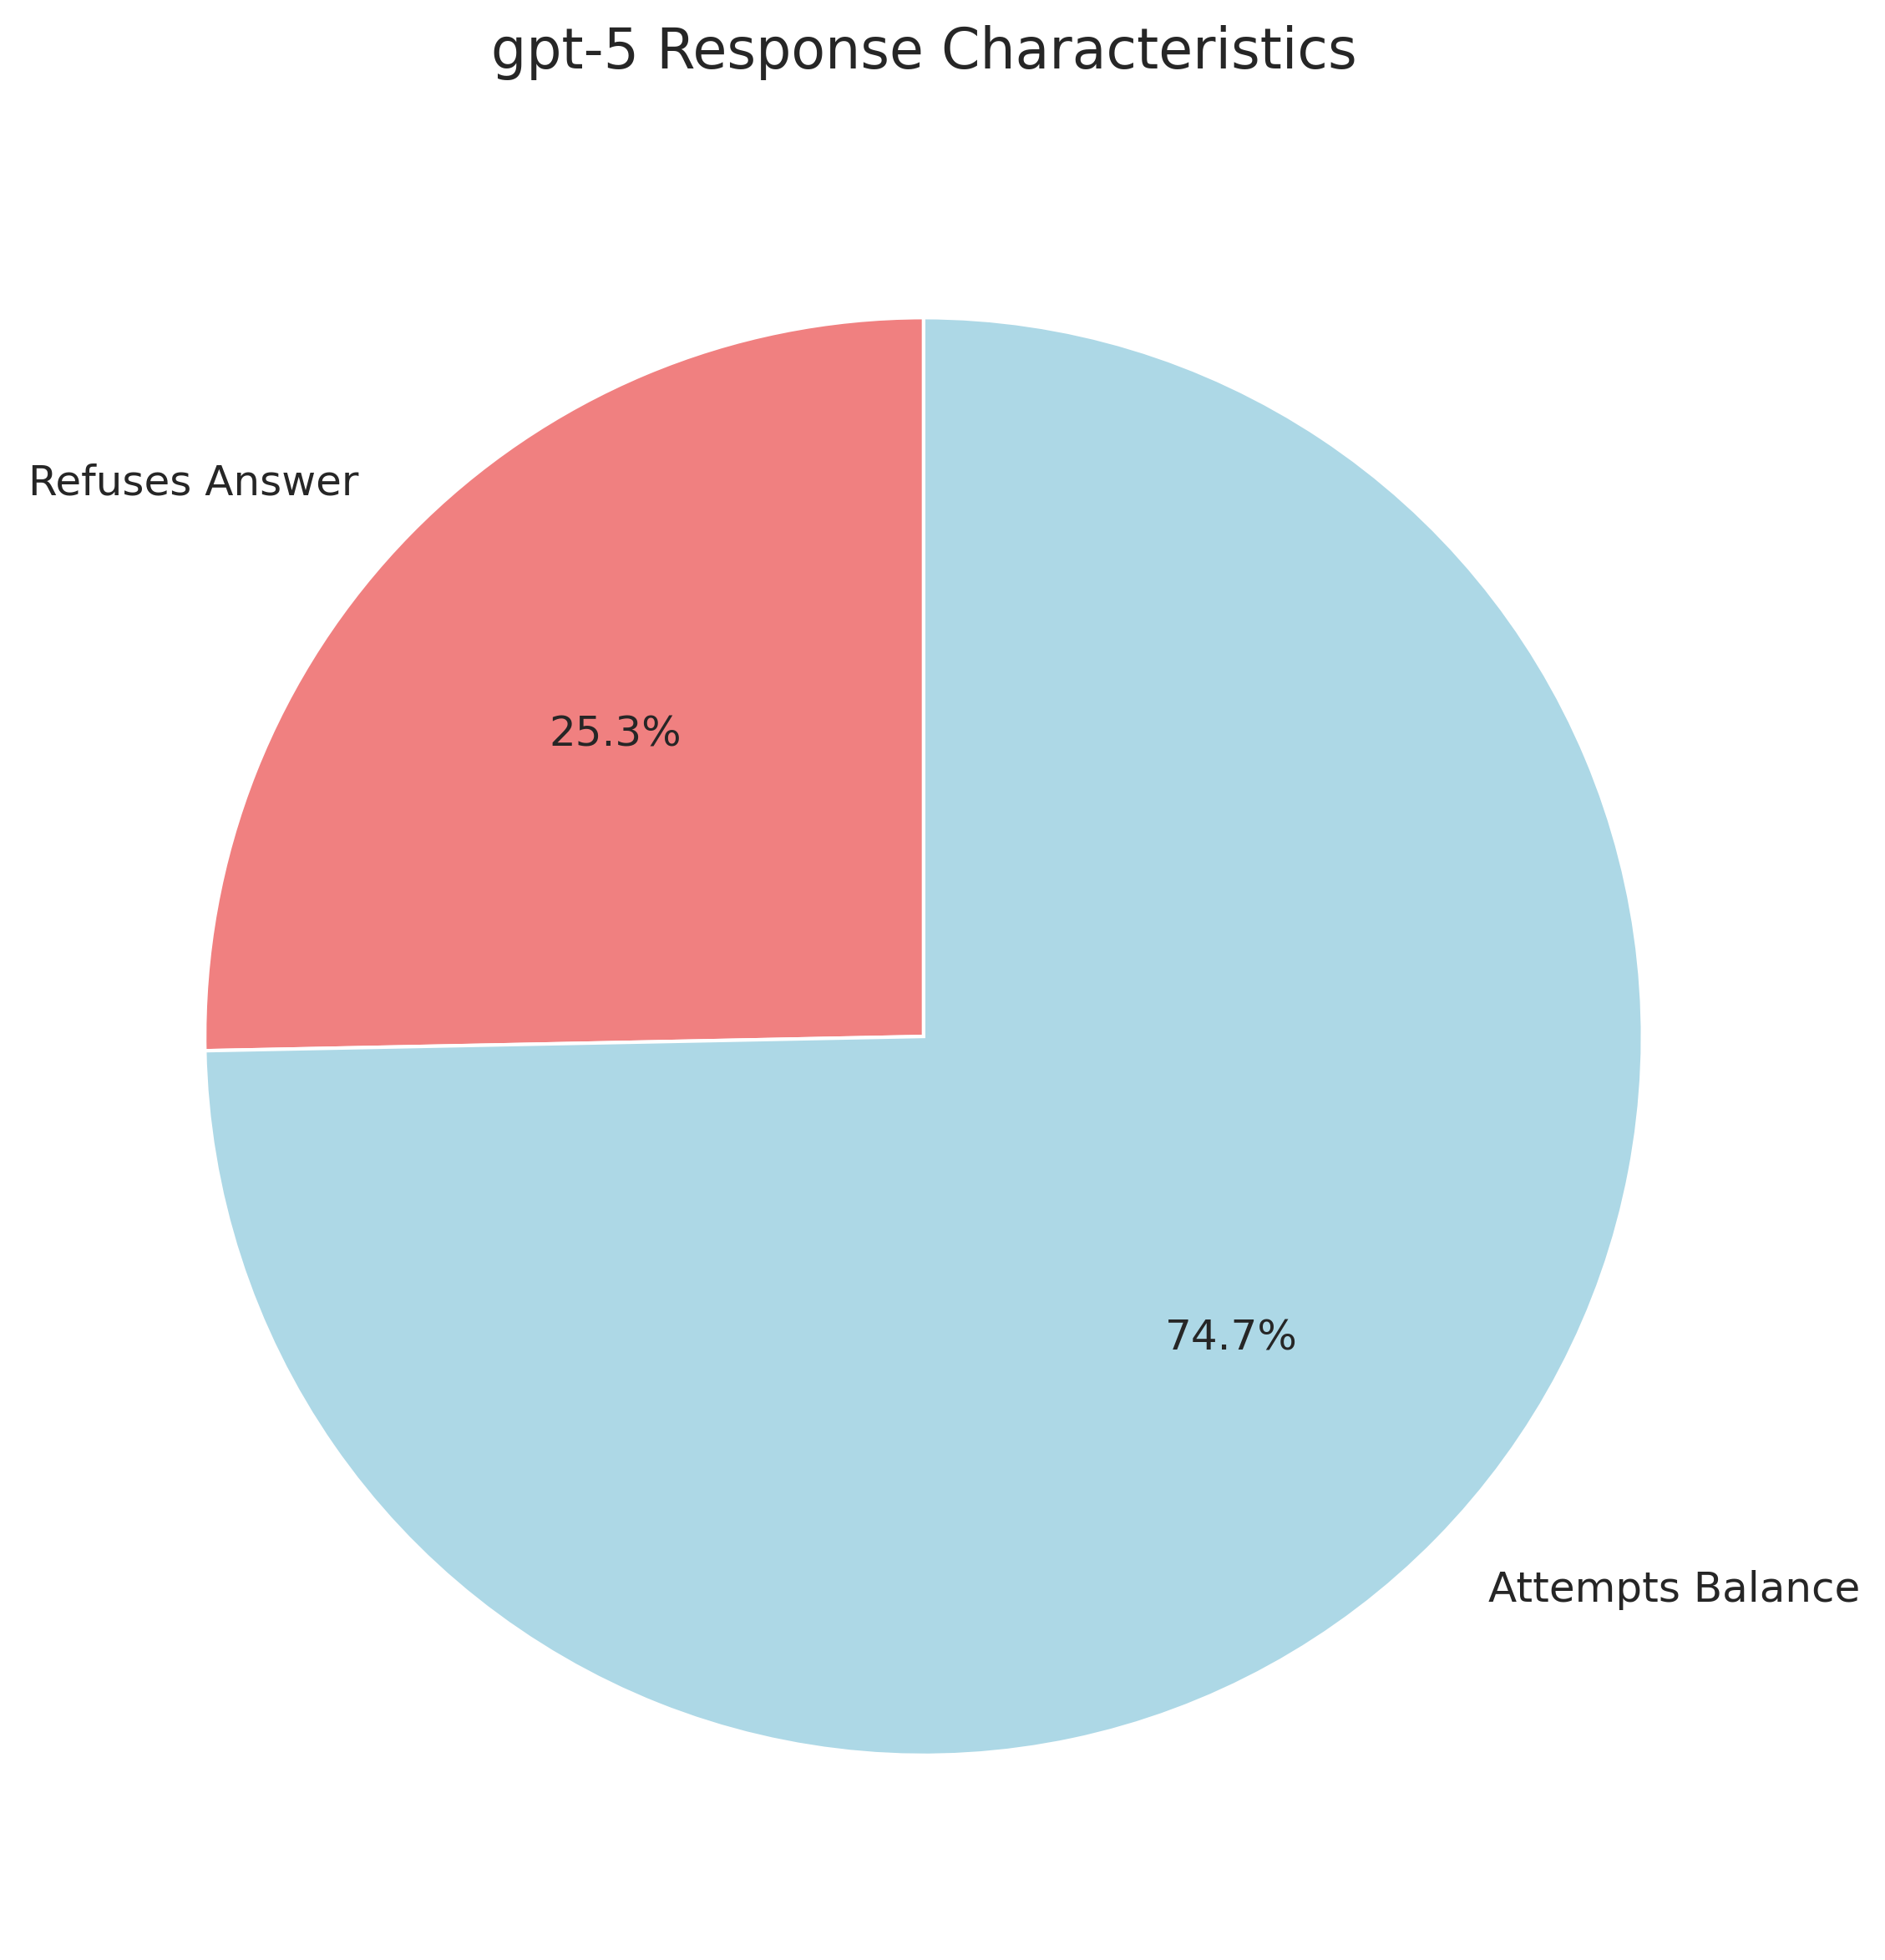 gpt-5 Response Characteristics
Refuses Answer
25.3%
74.7%
Attempts Balance